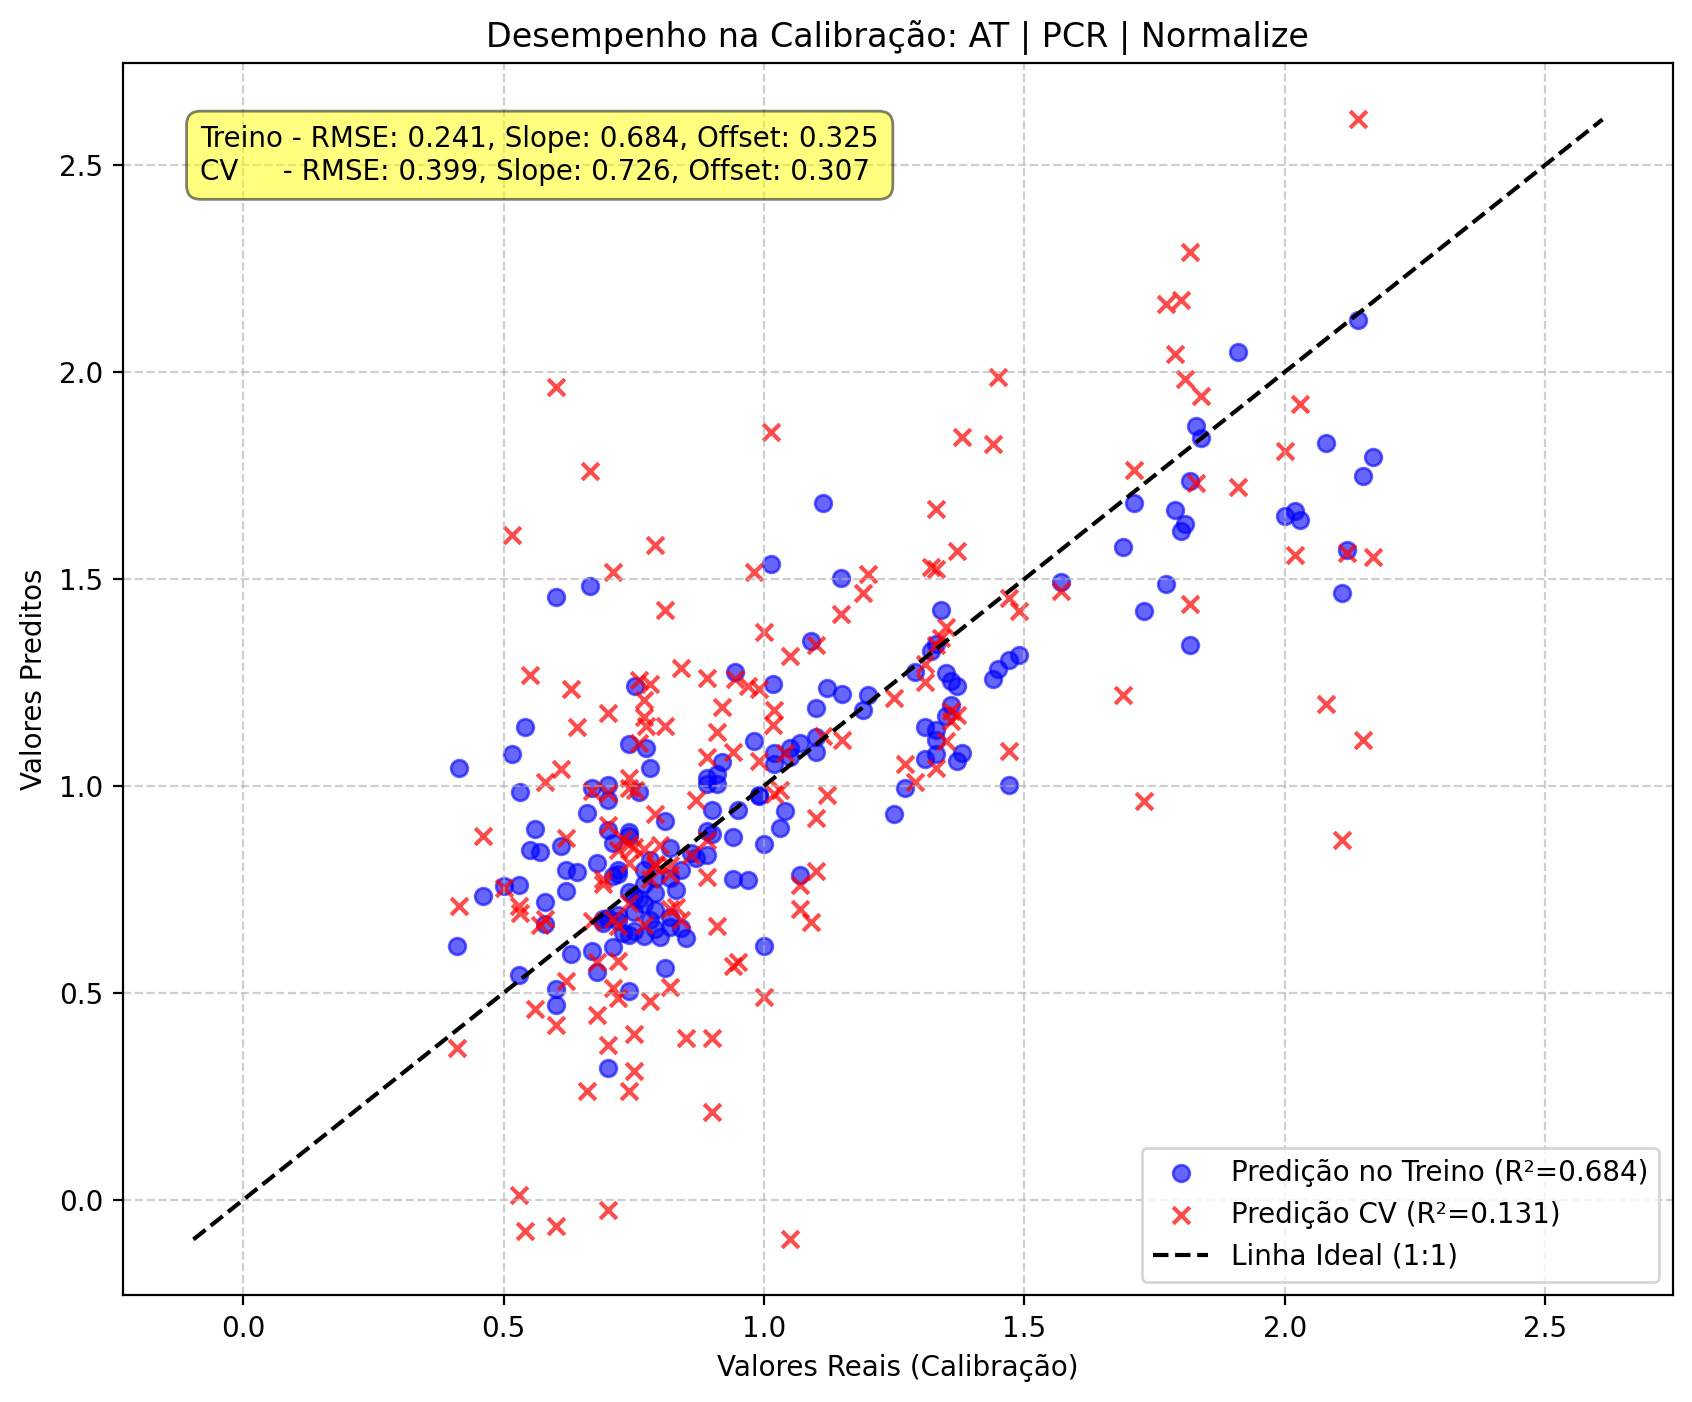 Desempenho na Calibração: AT | PCR | Normalize
Treino - RMSE: 0.241, Slope: 0.684, Offset: 0.325
CV - RMSE: 0.399, Slope: 0.726, Offset: 0.307
2.5
2.0
1.5
1.0
0.5
0.0
Valores Preditos
Predição no Treino (R²=0.684)
Predição CV (R²=0.131)
Linha Ideal (1:1)
0.0 0.5 1.0 1.5 2.0 2.5
Valores Reais (Calibração)